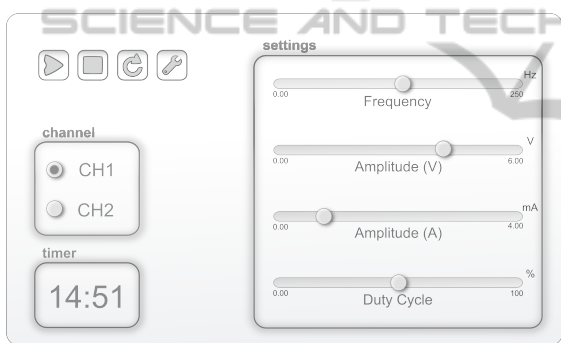 SCIENCE AND TECH
settings
Hz
0.00
250
Frequency
channel
CH1
CH2
V
0.00
6.00
Amplitude (V)
mA
0.00
4.00
Amplitude (A)
timer
14:51
%
0.00
100
Duty Cycle